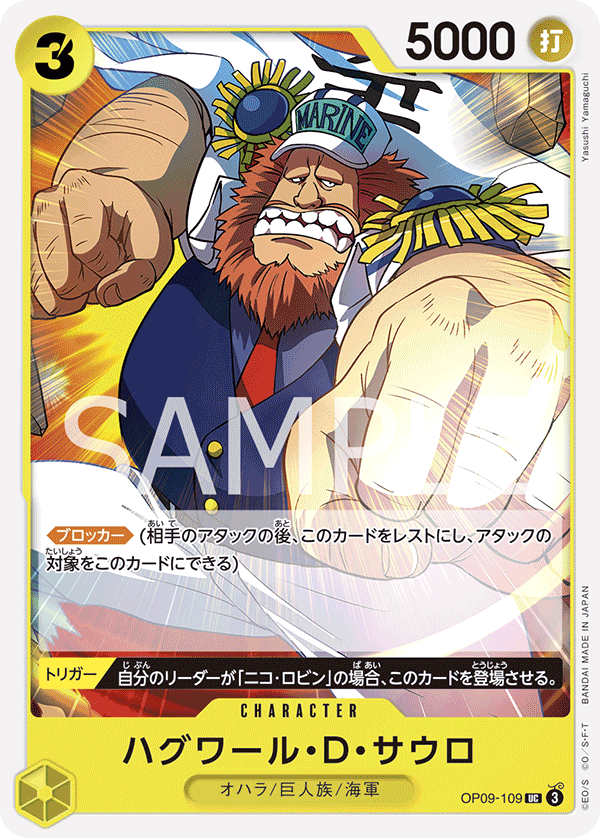 3
5000
打
Yasushi Yamaguchi
正
MARINE
SAMPLE
ブロッカー (相手のアタックの後、このカードをレストにし、アタックの
対象をこのカードにできる)
トリガー 自分のリーダーが「ニコ・ロビン」の場合、このカードを登場させる。
CHARACTER
ハグワール・D・サウロ
オハラ/巨人族/海軍
OP09-109 UC 3
©E.O/S ©O/S・F・T BANDAI MADE IN JAPAN